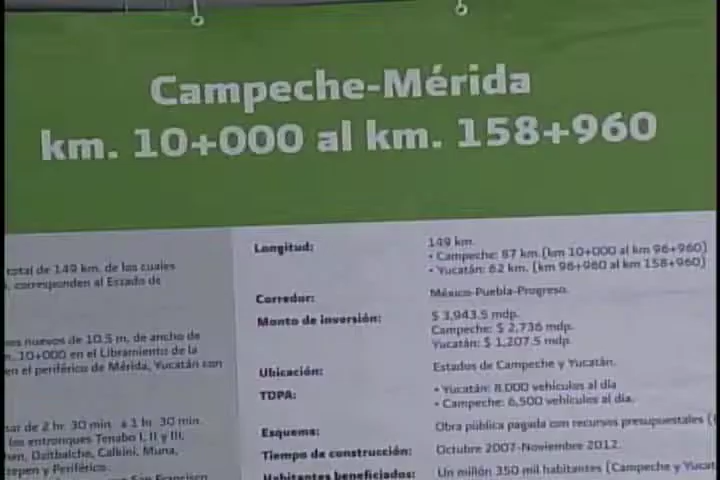 Campeche-Mérida
km. 10+000 al km. 158+960
total de 149 km. de los cuales
corresponden al Estado de
nuevos de 10.5 m. de ancho de
10+000 en el Libramiento de la
en el periférico de Mérida, Yucatán con
de 2 hr. 30 min. a 1 hr. 30 min.
los entronques Tenabo I, II y III,
Dzitbalche, Calkini, Muna,
y Periférico.
San Francisco
Longitud: 149 km.
• Campeche: 87 km. (km 10+000 al km 96+960)
• Yucatán: 62 km. (km 96+960 al km 158+960)
Corredor: México-Puebla-Progreso.
Monto de inversión: $ 3,943.5 mdp.
Campeche: $ 2,736 mdp.
Yucatán: $ 1,207.5 mdp.
Ubicación: Estados de Campeche y Yucatán.
TDPA: • Yucatán: 8,000 vehículos al día
• Campeche: 6,500 vehículos al día.
Esquema: Obra pública pagada con recursos presupuestales
Tiempo de construcción: Octubre 2007-Noviembre 2012.
Habitantes beneficiados: Un millón 350 mil habitantes (Campeche y Yucat